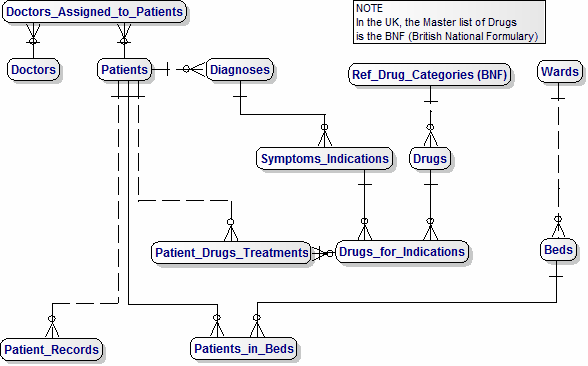 Doctors_Assigned_to_Patients
NOTE
In the UK, the Master list of Drugs
is the BNF (British National Formulary)
Doctors
Patients
Diagnoses
Ref_Drug_Categories (BNF)
Wards
Symptoms_Indications
Drugs
Patient_Drugs_Treatments
Drugs_for_Indications
Beds
Patient_Records
Patients_in_Beds